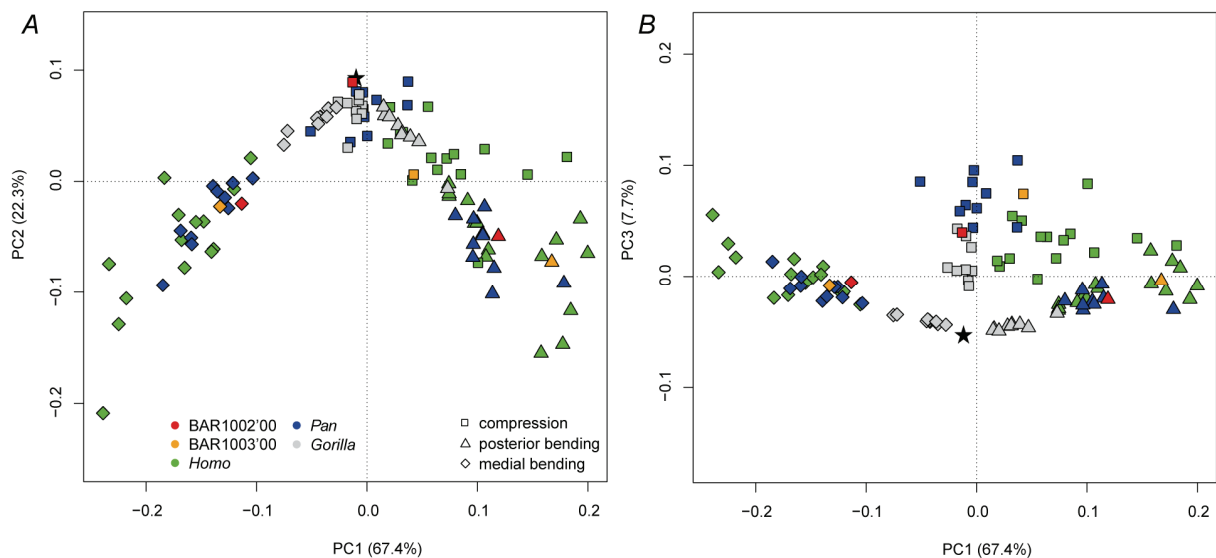 A
B
PC2 (22.3%)
0.1
0.0
−0.1
−0.2
−0.2
−0.1
0.0
0.1
0.2
PC1 (67.4%)
BAR1002’00
BAR1003’00
Homo
Pan
Gorilla
compression
posterior bending
medial bending
PC3 (7.7%)
0.2
0.1
0.0
−0.1
−0.2
−0.1
0.0
0.1
0.2
PC1 (67.4%)